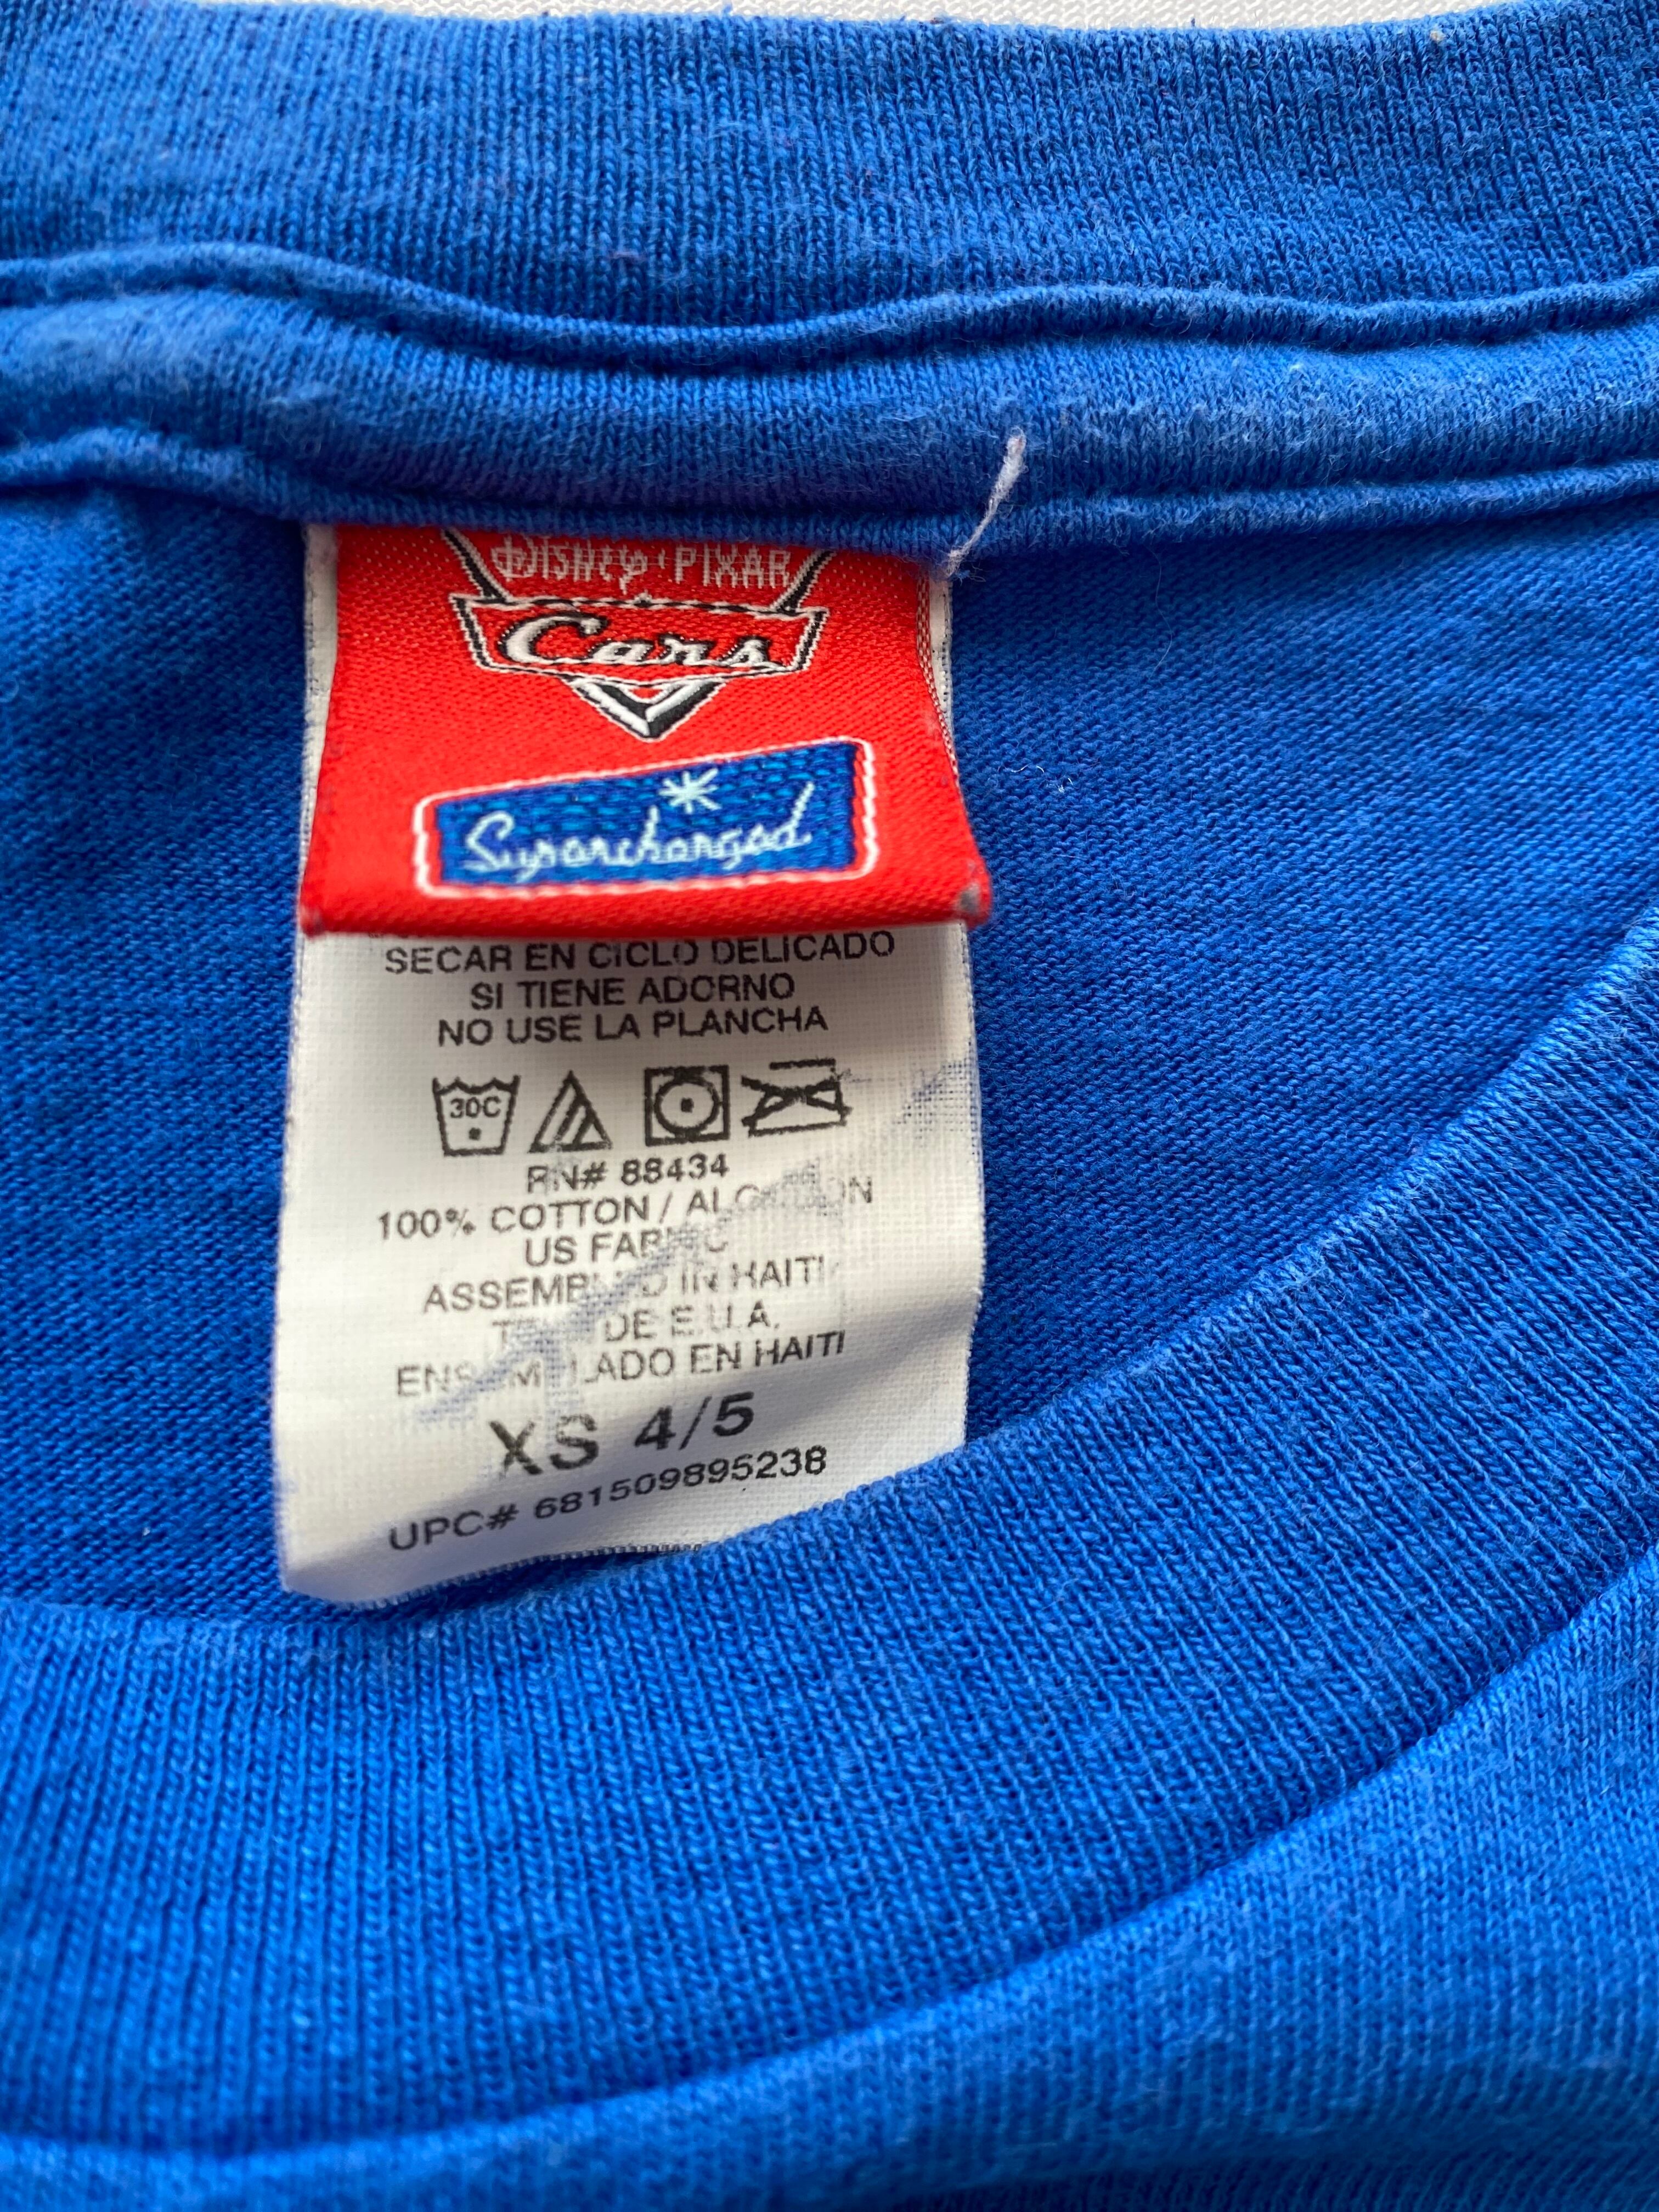 DISNEY·PIXAR
Cars
Supercharged
SECAR EN CICLO DELICADO
SI TIENE ADORNO
NO USE LA PLANCHA
30C
RN# 88434
100% COTTON / ALGODON
US FABRIC
ASSEMBLED IN HAITI
DE E.U.A.
ENSAMBLADO EN HAITI
XS 4/5
UPC# 681509895238